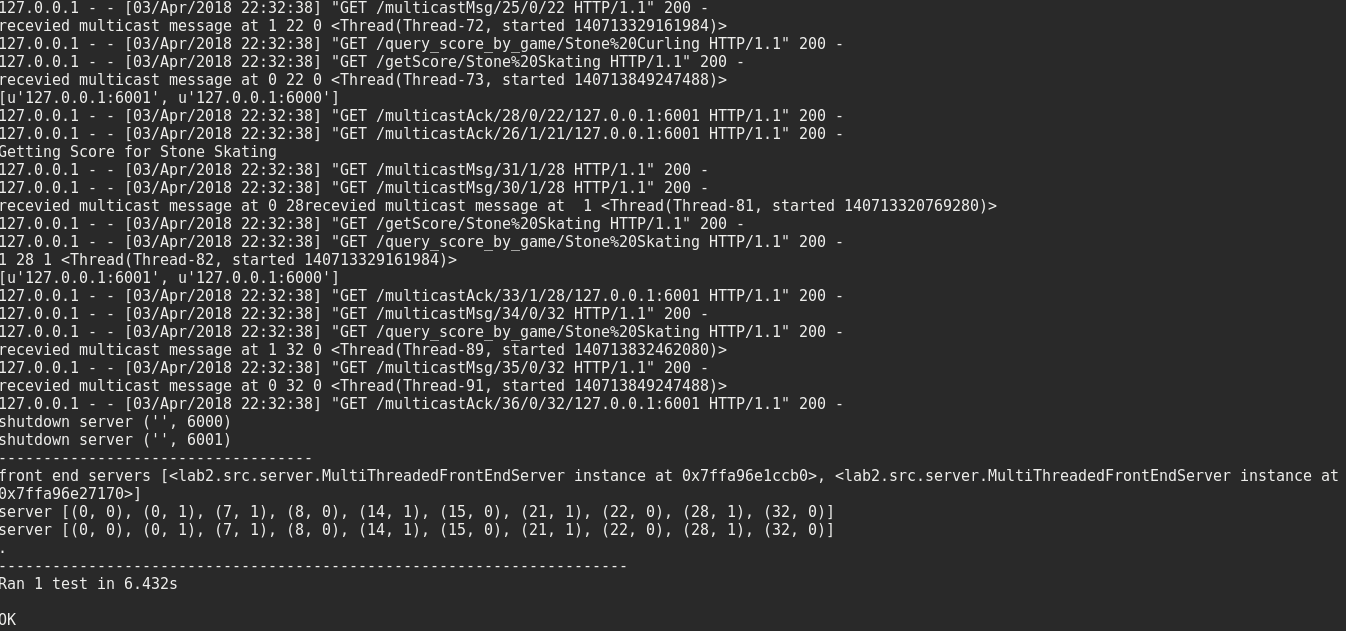 127.0.0.1 - - [03/Apr/2018 22:32:38] "GET /multicastMsg/25/0/22 HTTP/1.1" 200 -
recevied multicast message at 1 22 0 <Thread(Thread-72, started 140713329161984)>
127.0.0.1 - - [03/Apr/2018 22:32:38] "GET /query_score_by_game/Stone%20Curling HTTP/1.1" 200 -
127.0.0.1 - - [03/Apr/2018 22:32:38] "GET /getScore/Stone%20Skating HTTP/1.1" 200 -
recevied multicast message at 0 22 0 <Thread(Thread-73, started 140713849247488)>
[u'127.0.0.1:6001', u'127.0.0.1:6000']
127.0.0.1 - - [03/Apr/2018 22:32:38] "GET /multicastAck/28/0/22/127.0.0.1:6001 HTTP/1.1" 200 -
127.0.0.1 - - [03/Apr/2018 22:32:38] "GET /multicastAck/26/1/21/127.0.0.1:6001 HTTP/1.1" 200 -
Getting Score for Stone Skating
127.0.0.1 - - [03/Apr/2018 22:32:38] "GET /multicastMsg/31/1/28 HTTP/1.1" 200 -
127.0.0.1 - - [03/Apr/2018 22:32:38] "GET /multicastMsg/30/1/28 HTTP/1.1" 200 -
recevied multicast message at 0 28recevied multicast message at  1 <Thread(Thread-81, started 140713320769280)>
127.0.0.1 - - [03/Apr/2018 22:32:38] "GET /getScore/Stone%20Skating HTTP/1.1" 200 -
127.0.0.1 - - [03/Apr/2018 22:32:38] "GET /query_score_by_game/Stone%20Skating HTTP/1.1" 200 -
1 28 1 <Thread(Thread-82, started 140713329161984)>
[u'127.0.0.1:6001', u'127.0.0.1:6000']
127.0.0.1 - - [03/Apr/2018 22:32:38] "GET /multicastAck/33/1/28/127.0.0.1:6001 HTTP/1.1" 200 -
127.0.0.1 - - [03/Apr/2018 22:32:38] "GET /multicastMsg/34/0/32 HTTP/1.1" 200 -
127.0.0.1 - - [03/Apr/2018 22:32:38] "GET /query_score_by_game/Stone%20Skating HTTP/1.1" 200 -
recevied multicast message at 1 32 0 <Thread(Thread-89, started 140713832462080)>
127.0.0.1 - - [03/Apr/2018 22:32:38] "GET /multicastMsg/35/0/32 HTTP/1.1" 200 -
recevied multicast message at 0 32 0 <Thread(Thread-91, started 140713849247488)>
127.0.0.1 - - [03/Apr/2018 22:32:38] "GET /multicastAck/36/0/32/127.0.0.1:6001 HTTP/1.1" 200 -
shutdown server ('', 6000)
shutdown server ('', 6001)
-----------------------------------
front end servers [<lab2.src.server.MultiThreadedFrontEndServer instance at 0x7ffa96e1ccb0>, <lab2.src.server.MultiThreadedFrontEndServer instance at
0x7ffa96e27170>]
server [(0, 0), (0, 1), (7, 1), (8, 0), (14, 1), (15, 0), (21, 1), (22, 0), (28, 1), (32, 0)]
server [(0, 0), (0, 1), (7, 1), (8, 0), (14, 1), (15, 0), (21, 1), (22, 0), (28, 1), (32, 0)]
.
----------------------------------------------------------------------
Ran 1 test in 6.432s
OK